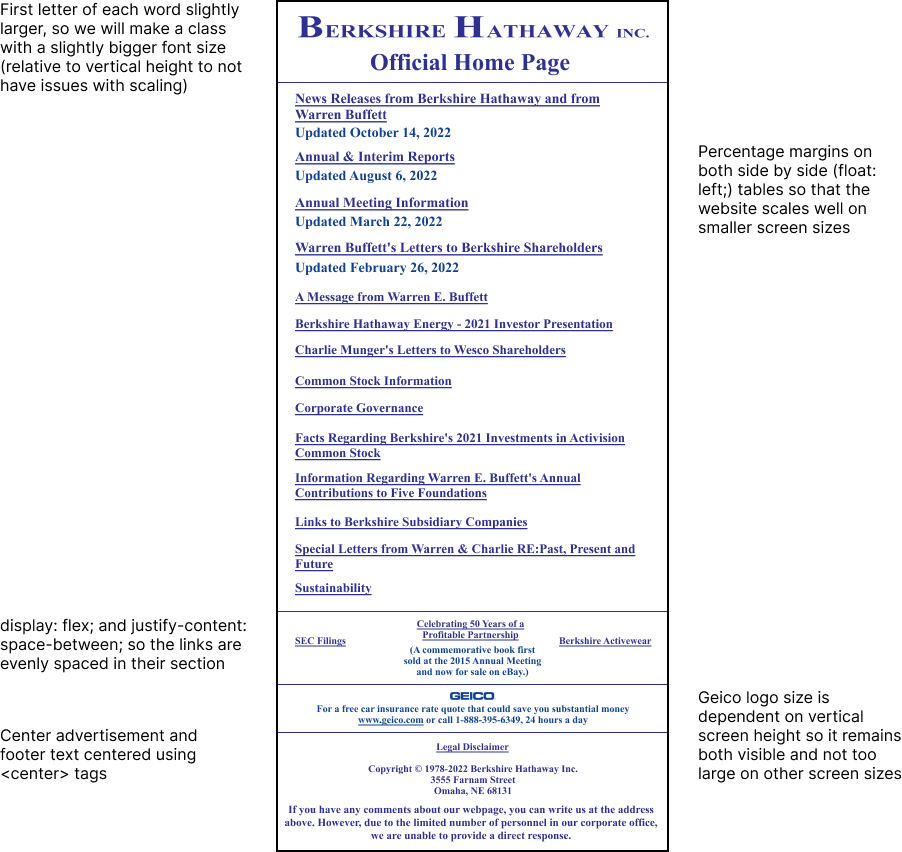 First letter of each word slightly
larger, so we will make a class
with a slightly bigger font size
(relative to vertical height to not
have issues with scaling)
BERKSHIRE HATHAWAY INC.
Official Home Page
News Releases from Berkshire Hathaway and from
Warren Buffett
Updated October 14, 2022
Annual & Interim Reports
Updated August 6, 2022
Annual Meeting Information
Updated March 22, 2022
Warren Buffett's Letters to Berkshire Shareholders
Updated February 26, 2022
A Message from Warren E. Buffett
Berkshire Hathaway Energy - 2021 Investor Presentation
Charlie Munger's Letters to Wesco Shareholders
Common Stock Information
Corporate Governance
Facts Regarding Berkshire's 2021 Investments in Activision
Common Stock
Information Regarding Warren E. Buffett's Annual
Contributions to Five Foundations
Links to Berkshire Subsidiary Companies
Special Letters from Warren & Charlie RE:Past, Present and
Future
Sustainability
Percentage margins on
both side by side (float:
left;) tables so that the
website scales well on
smaller screen sizes
display: flex; and justify-content:
space-between; so the links are
evenly spaced in their section
SEC Filings
Celebrating 50 Years of a
Profitable Partnership
(A commemorative book first
sold at the 2015 Annual Meeting
and now for sale on eBay.)
Berkshire Activewear
GEICO
For a free car insurance rate quote that could save you substantial money
www.geico.com or call 1-888-395-6349, 24 hours a day
Geico logo size is
dependent on vertical
screen height so it remains
both visible and not too
large on other screen sizes
Center advertisement and
footer text centered using
<center> tags
Legal Disclaimer
Copyright © 1978-2022 Berkshire Hathaway Inc.
3555 Farnam Street
Omaha, NE 68131
If you have any comments about our webpage, you can write us at the address
above. However, due to the limited number of personnel in our corporate office,
we are unable to provide a direct response.